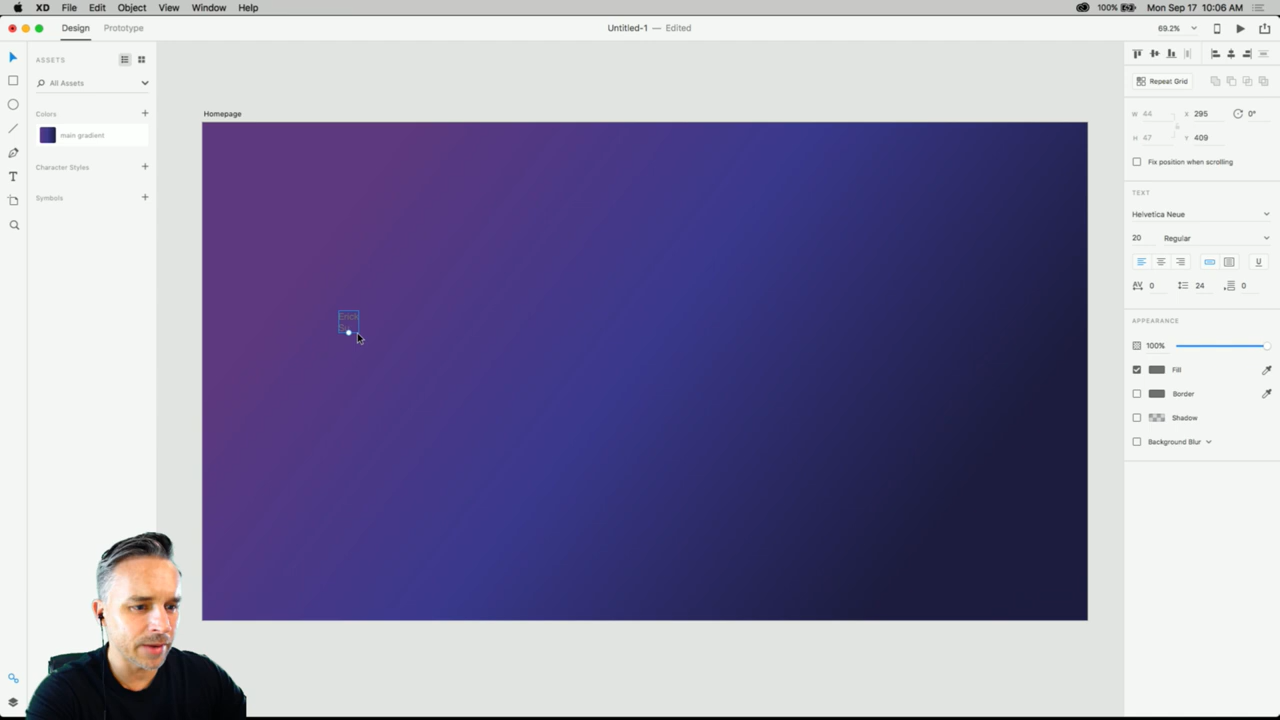 XD File Edit Object View Window Help
100% Mon Sep 17 10:06 AM
Design Prototype
Untitled-1 — Edited
69.2%
ASSETS
All Assets
Colors
main gradient
Character Styles
Symbols
Homepage
Erick
Repeat Grid
W 44 X 295 0°
H 47 Y 409
Fix position when scrolling
TEXT
Helvetica Neue
20 Regular
AV 0 24 0
APPEARANCE
100%
Fill
Border
Shadow
Background Blur